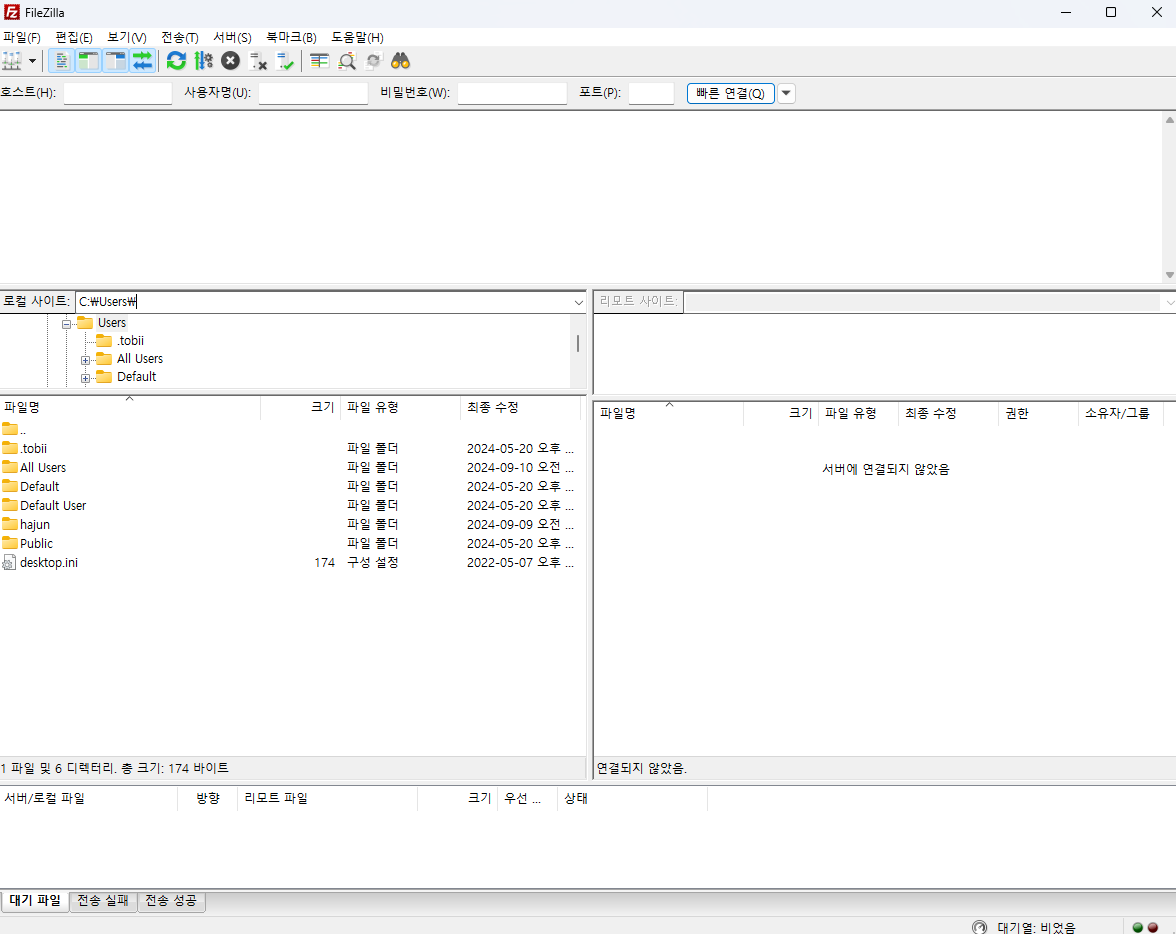 FileZilla
파일(F) 편집(E) 보기(V) 전송(T) 서버(S) 북마크(B) 도움말(H)
호스트(H): 사용자명(U): 비밀번호(W): 포트(P): 빠른 연결(Q)
로컬 사이트: C:₩Users₩
Users
.tobii
All Users
Default
파일명 크기 파일 유형 최종 수정
..
.tobii 파일 폴더 2024-05-20 오후 ...
All Users 파일 폴더 2024-09-10 오전 ...
Default 파일 폴더 2024-05-20 오후 ...
Default User 파일 폴더 2024-05-20 오후 ...
hajun 파일 폴더 2024-09-09 오전 ...
Public 파일 폴더 2024-05-20 오후 ...
desktop.ini 174 구성 설정 2022-05-07 오후 ...
1 파일 및 6 디렉터리. 총 크기: 174 바이트
리모트 사이트:
파일명 크기 파일 유형 최종 수정 권한 소유자/그룹
서버에 연결되지 않았음
연결되지 않았음.
서버/로컬 파일 방향 리모트 파일 크기 우선 ... 상태
대기 파일 전송 실패 전송 성공
대기열: 비었음